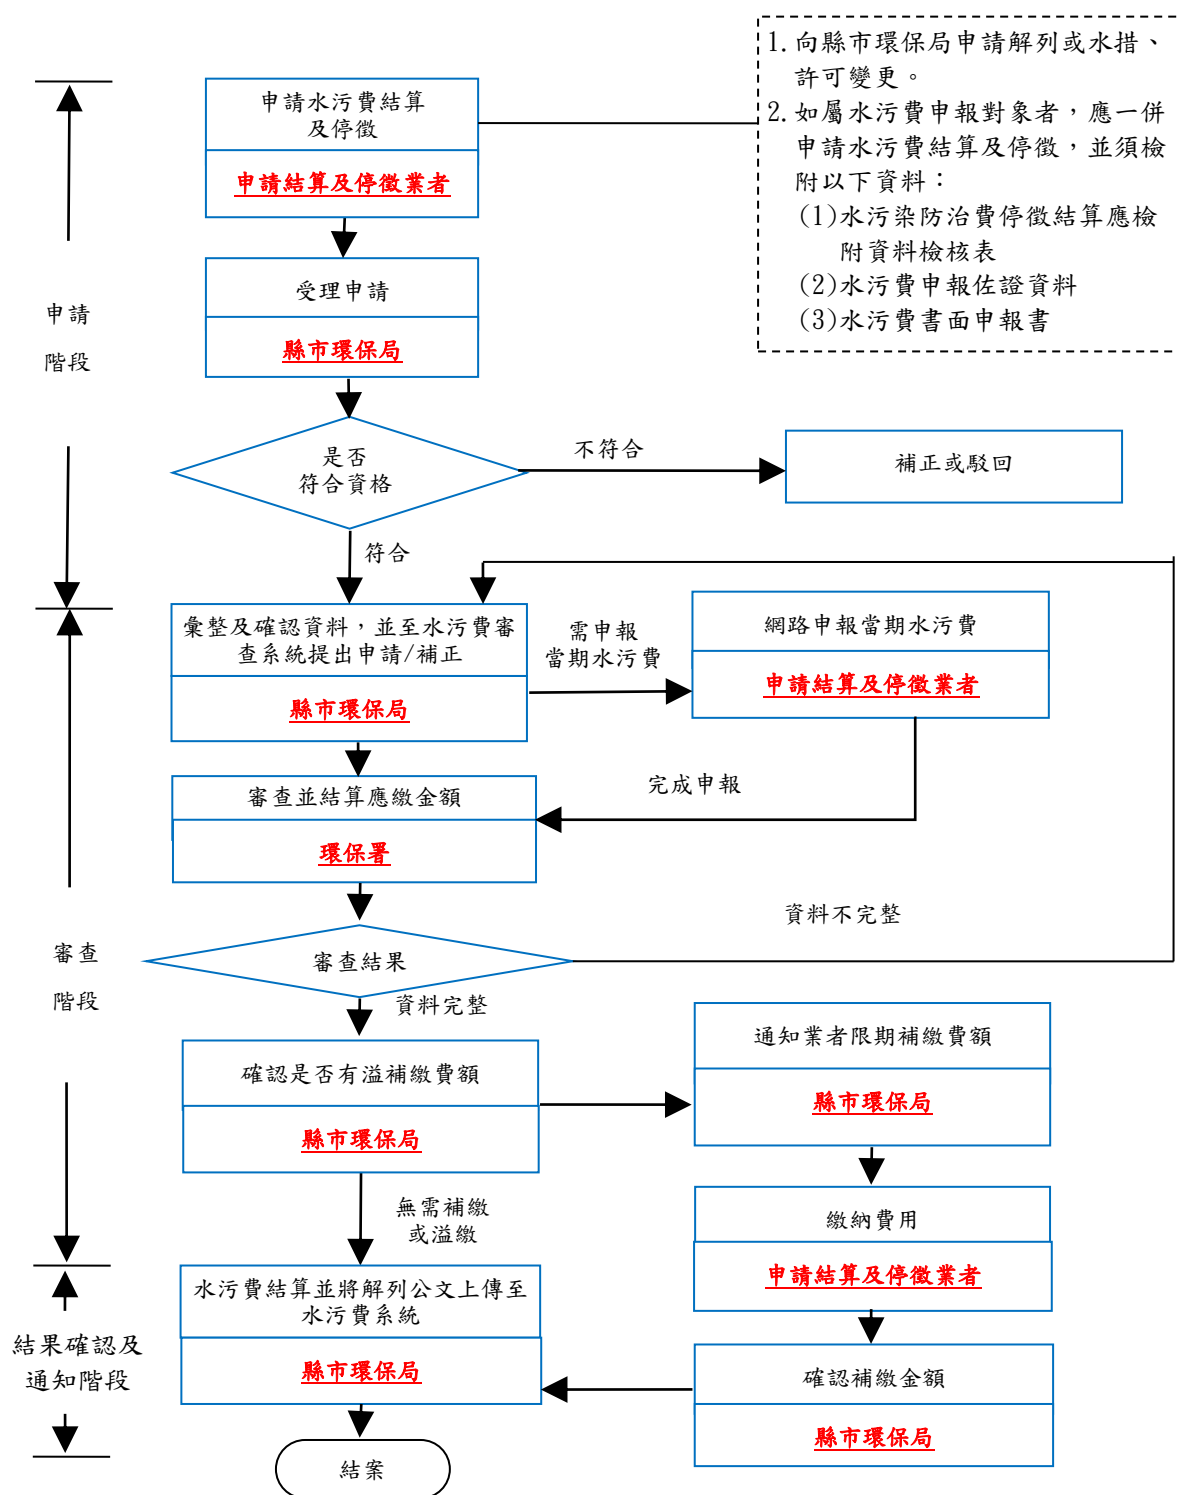 1.向縣市環保局申請解列或水措、
許可變更。
2.如屬水污費申報對象者，應一併
申請水污費結算及停徵，並須檢
附以下資料：
(1)水污染防治費停徵結算應檢
附資料檢核表
(2)水污費申報佐證資料
(3)水污費書面申報書
申請水污費結算
及停徵
申請結算及停徵業者
受理申請
縣市環保局
申請
階段
是否
符合資格
不符合
補正或駁回
符合
彙整及確認資料，並至水污費審
查系統提出申請/補正
縣市環保局
需申報
當期水污費
網路申報當期水污費
申請結算及停徵業者
審查並結算應繳金額
環保署
完成申報
資料不完整
審查
階段
審查結果
資料完整
確認是否有溢補繳費額
縣市環保局
通知業者限期補繳費額
縣市環保局
無需補繳
或溢繳
繳納費用
申請結算及停徵業者
水污費結算並將解列公文上傳至
水污費系統
縣市環保局
結果確認及
通知階段
確認補繳金額
縣市環保局
結案